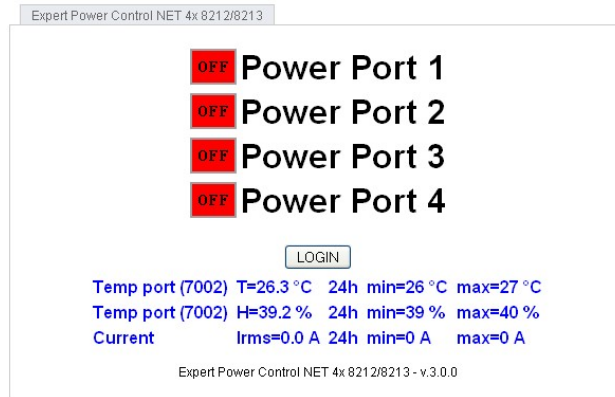 Expert Power Control NET 4x 8212/8213
OFF Power Port 1
OFF Power Port 2
OFF Power Port 3
OFF Power Port 4
LOGIN
Temp port (7002) T=26.3 °C 24h min=26 °C max=27 °C
Temp port (7002) H=39.2 % 24h min=39 % max=40 %
Current Irms=0.0 A 24h min=0 A max=0 A
Expert Power Control NET 4x 8212/8213 - v.3.0.0